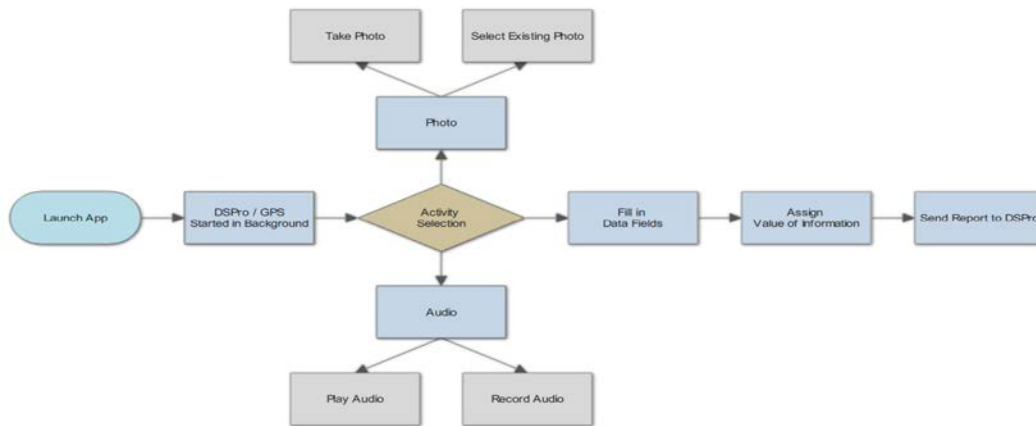 Take Photo
Select Existing Photo
Photo
Launch App
DSPro / GPS
Started in Background
Activity
Selection
Fill in
Data Fields
Assign
Value of Information
Send Report to DSPro
Audio
Play Audio
Record Audio